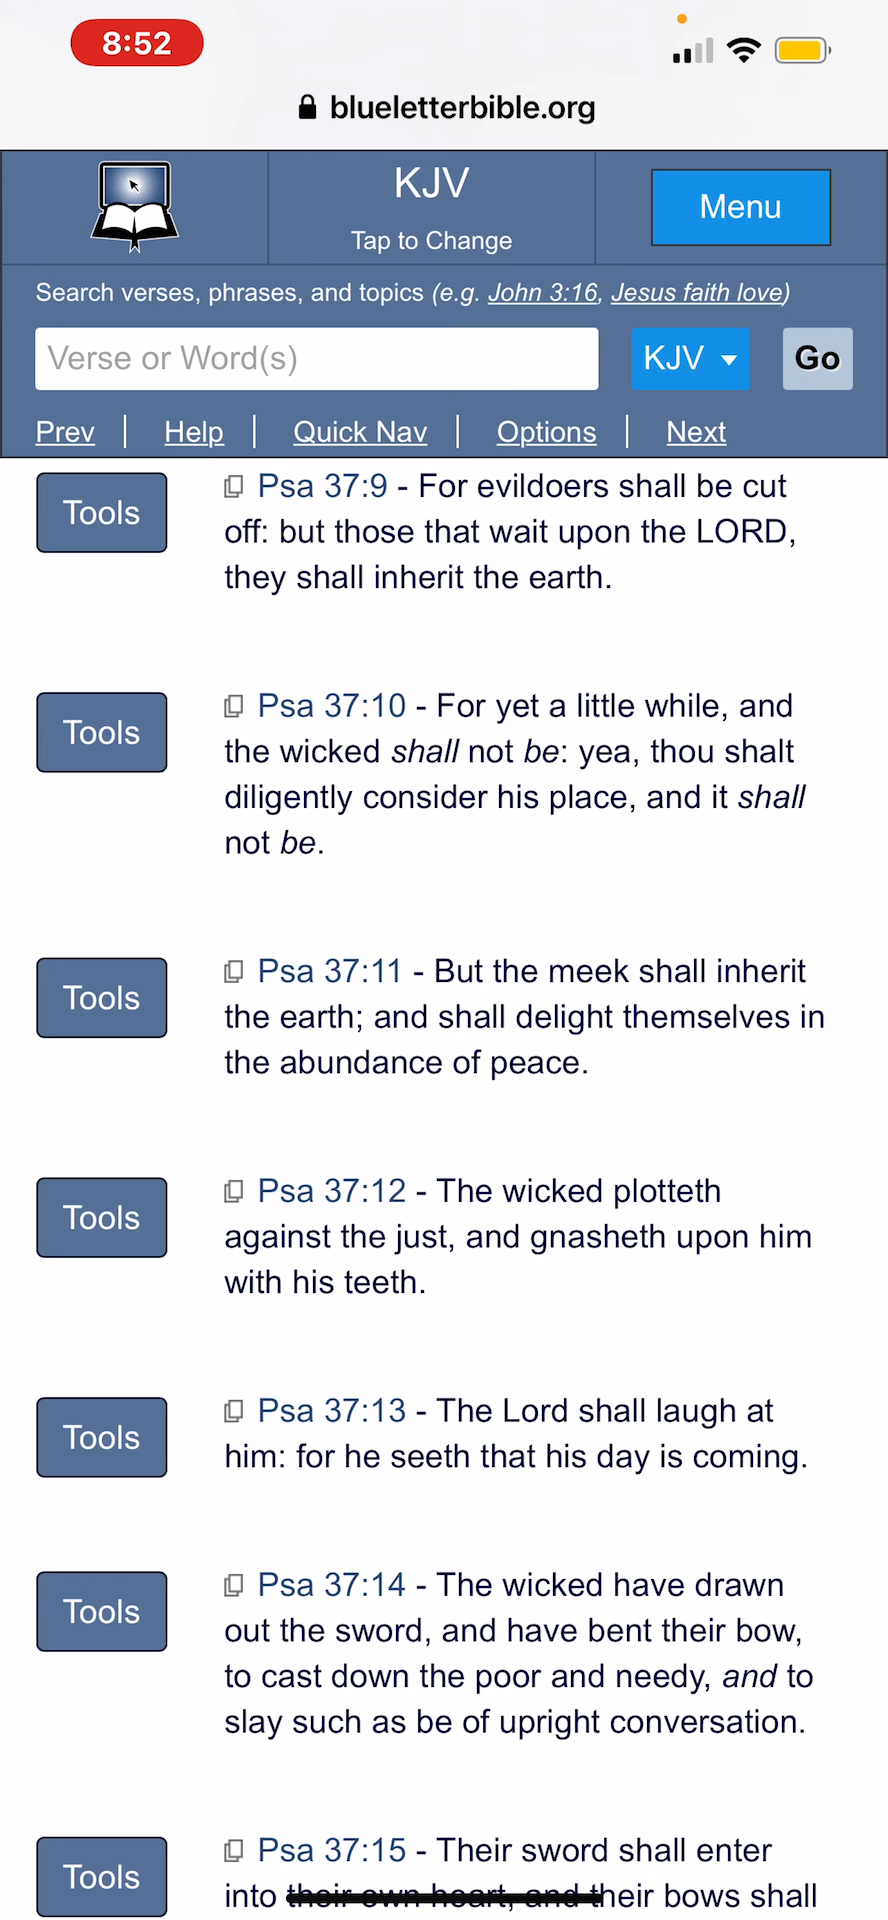 8:52
blueletterbible.org
KJV
Tap to Change
Menu
Search verses, phrases, and topics (e.g. John 3:16, Jesus faith love)
Verse or Word(s)
KJV
Go
Prev | Help | Quick Nav | Options | Next
Tools
Psa 37:9 - For evildoers shall be cut
off: but those that wait upon the LORD,
they shall inherit the earth.
Tools
Psa 37:10 - For yet a little while, and
the wicked shall not be: yea, thou shalt
diligently consider his place, and it shall
not be.
Tools
Psa 37:11 - But the meek shall inherit
the earth; and shall delight themselves in
the abundance of peace.
Tools
Psa 37:12 - The wicked plotteth
against the just, and gnasheth upon him
with his teeth.
Tools
Psa 37:13 - The Lord shall laugh at
him: for he seeth that his day is coming.
Tools
Psa 37:14 - The wicked have drawn
out the sword, and have bent their bow,
to cast down the poor and needy, and to
slay such as be of upright conversation.
Tools
Psa 37:15 - Their sword shall enter
into their own heart, and their bows shall